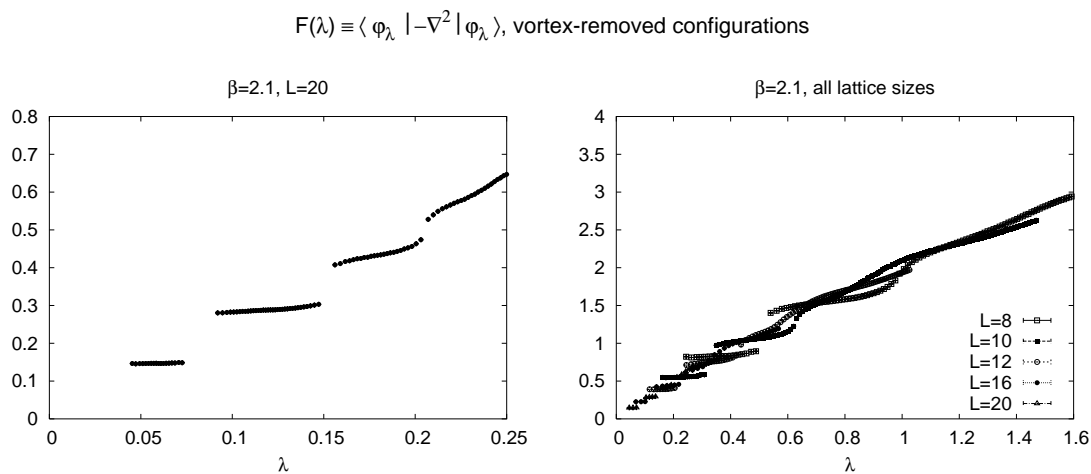 F(λ) ≡ ⟨ φ_λ | −∇² | φ_λ ⟩, vortex-removed configurations
β=2.1, L=20
0.8
0.7
0.6
0.5
0.4
0.3
0.2
0.1
0
0 0.05 0.1 0.15 0.2 0.25
λ
β=2.1, all lattice sizes
4
3.5
3
2.5
2
1.5
1
0.5
0
L=8
L=10
L=12
L=16
L=20
0 0.2 0.4 0.6 0.8 1 1.2 1.4 1.6
λ